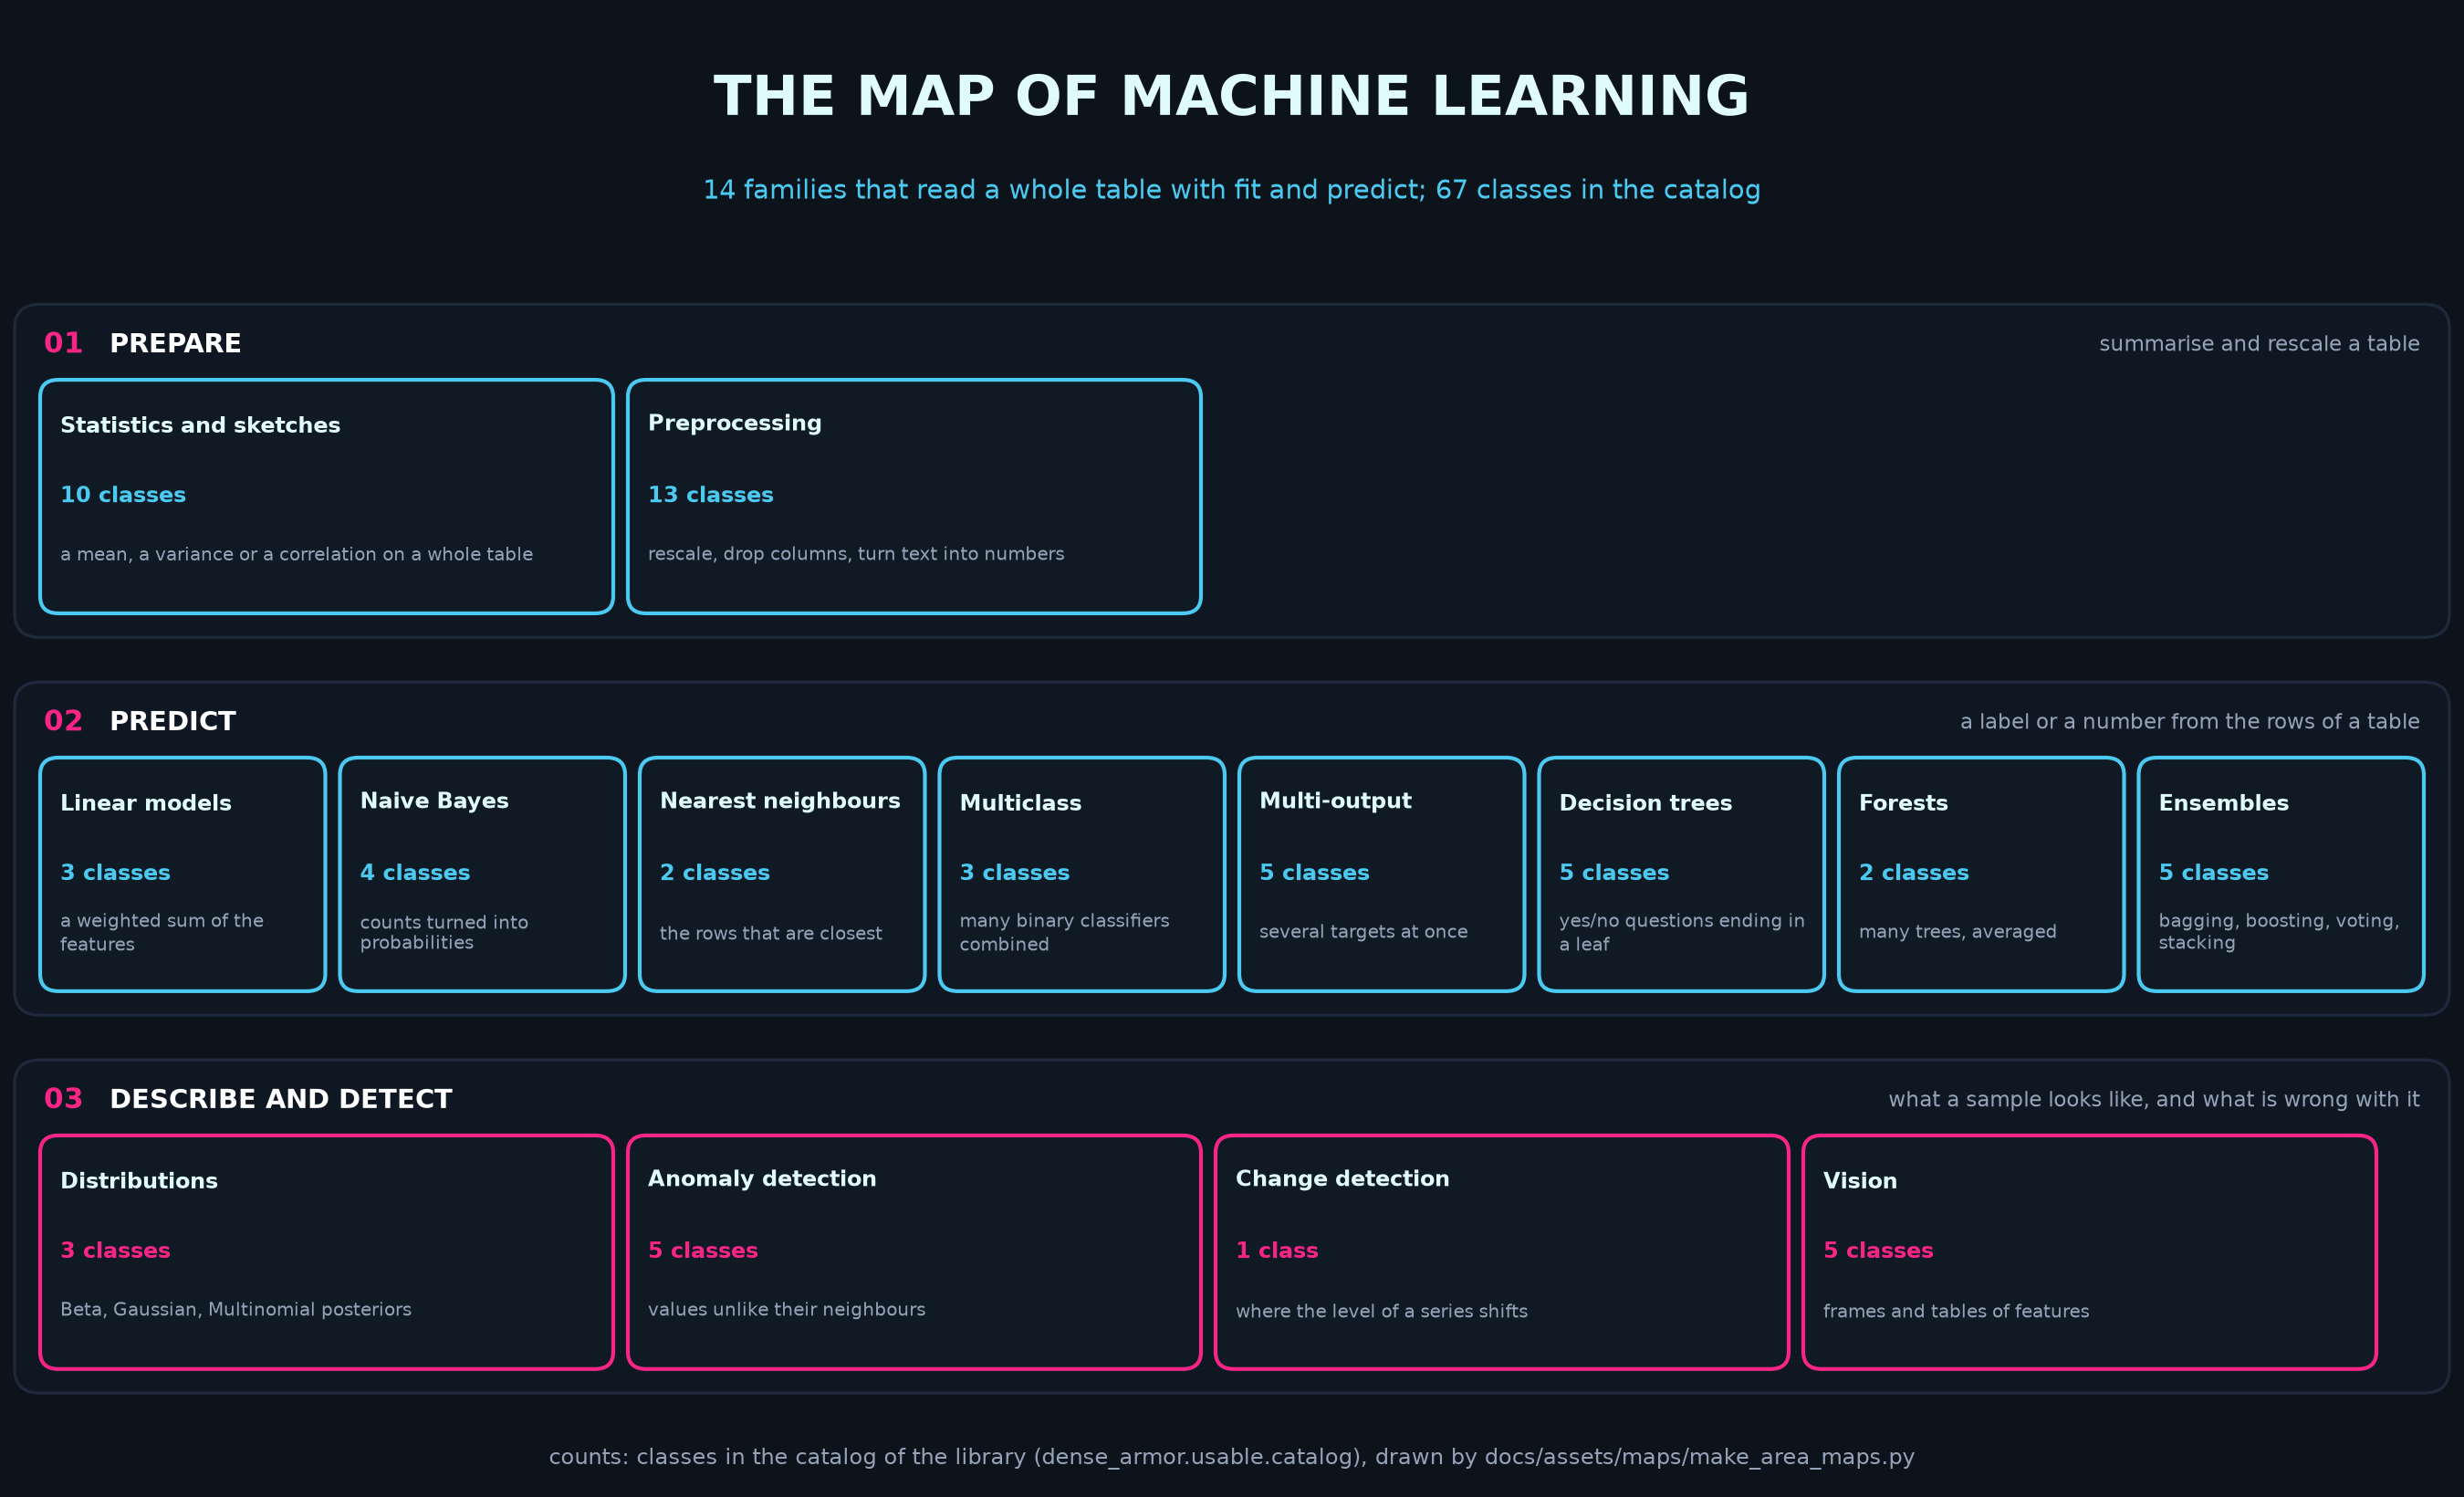 THE MAP OF MACHINE LEARNING
14 families that read a whole table with fit and predict; 67 classes in the catalog
01 PREPARE
summarise and rescale a table
Statistics and sketches
10 classes
a mean, a variance or a correlation on a whole table
Preprocessing
13 classes
rescale, drop columns, turn text into numbers
02 PREDICT
a label or a number from the rows of a table
Linear models
3 classes
a weighted sum of the
features
Naive Bayes
4 classes
counts turned into
probabilities
Nearest neighbours
2 classes
the rows that are closest
Multiclass
3 classes
many binary classifiers
combined
Multi-output
5 classes
several targets at once
Decision trees
5 classes
yes/no questions ending in
a leaf
Forests
2 classes
many trees, averaged
Ensembles
5 classes
bagging, boosting, voting,
stacking
03 DESCRIBE AND DETECT
what a sample looks like, and what is wrong with it
Distributions
3 classes
Beta, Gaussian, Multinomial posteriors
Anomaly detection
5 classes
values unlike their neighbours
Change detection
1 class
where the level of a series shifts
Vision
5 classes
frames and tables of features
counts: classes in the catalog of the library (dense_armor.usable.catalog), drawn by docs/assets/maps/make_area_maps.py